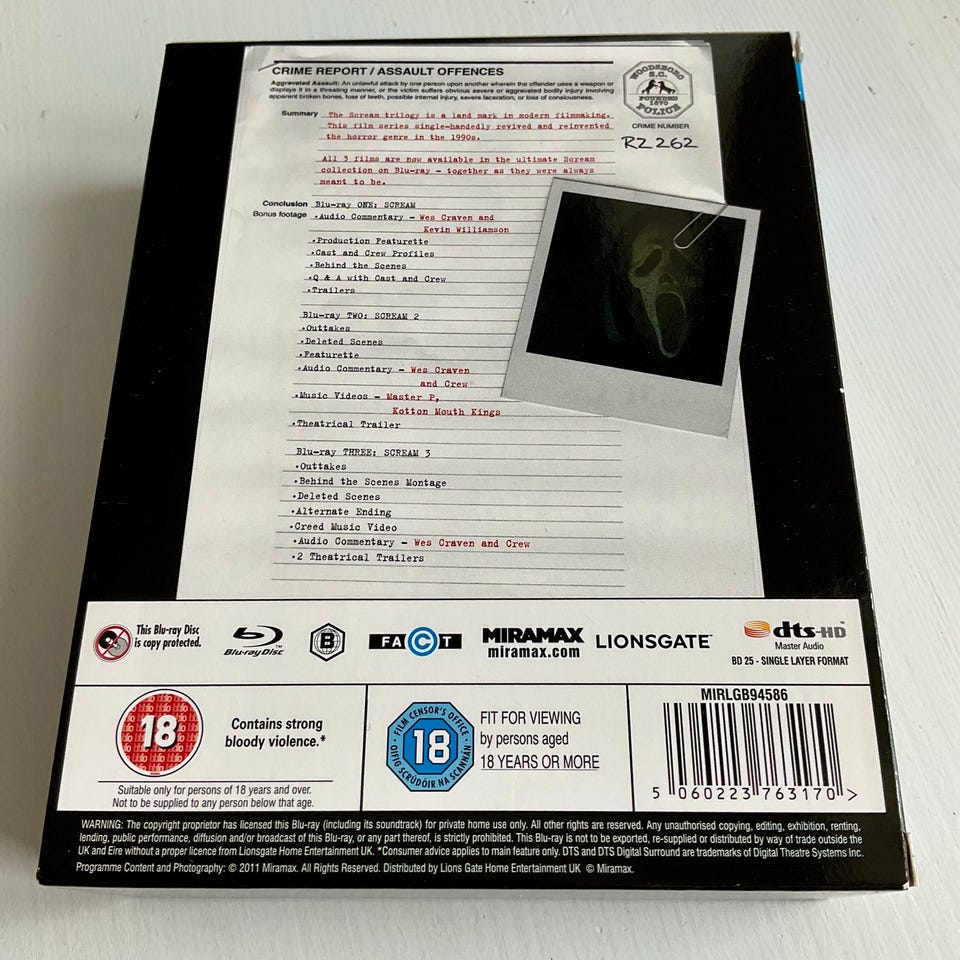 CRIME REPORT / ASSAULT OFFENCES
Aggravated Assault: An unlawful attack by one person upon another wherein the offender uses a weapon or
displays it in a threating manner, or the victim suffers obvious severe or aggravated bodily injury involving
apparent broken bones, loss of teeth, possible internal injury, severe laceration, or loss of consciousness.
WOODSBORO
S.C.
FOUNDED
1870
POLICE
CRIME NUMBER
RZ 262
Summary The Scream trilogy is a land mark in modern filmmaking.
This film series single-handedly revived and reinvented
the horror genre in the 1990s.
All 3 films are now available in the ultimate Scream
collection on Blu-ray - together as they were always
meant to be.
Conclusion Blu-ray ONE: SCREAM
Bonus footage •Audio Commentary - Wes Craven and
Kevin Williamson
•Production Featurette
•Cast and Crew Profiles
•Behind the Scenes
•Q & A with Cast and Crew
•Trailers
Blu-ray TWO: SCREAM 2
•Outtakes
•Deleted Scenes
•Featurette
•Audio Commentary - Wes Craven
and Crew
•Music Videos - Master P,
Kotton Mouth Kings
•Theatrical Trailer
Blu-ray THREE: SCREAM 3
•Outtakes
•Behind the Scenes Montage
•Deleted Scenes
•Alternate Ending
•Creed Music Video
•Audio Commentary - Wes Craven and Crew
•2 Theatrical Trailers
This Blu-ray Disc
is copy protected.
Blu-ray Disc
B
FACT
MIRAMAX
miramax.com
LIONSGATE™
dts-HD
Master Audio
BD 25 - SINGLE LAYER FORMAT
18
Contains strong
bloody violence.*
Suitable only for persons of 18 years and over.
Not to be supplied to any person below that age.
FILM CENSOR'S OFFICE
18
OIFIG SCRÚDÓIR NA SCANNÁN
FIT FOR VIEWING
by persons aged
18 YEARS OR MORE
MIRLGB94586
5 060223 763170 >
WARNING: The copyright proprietor has licensed this Blu-ray (including its soundtrack) for private home use only. All other rights are reserved. Any unauthorised copying, editing, exhibition, renting,
lending, public performance, diffusion and/or broadcast of this Blu-ray, or any part thereof, is strictly prohibited. This Blu-ray is not to be exported, re-supplied or distributed by way of trade outside the
UK and Eire without a proper licence from Lionsgate Home Entertainment UK. *Consumer advice applies to main feature only. DTS and DTS Digital Surround are trademarks of Digital Theatre Systems Inc.
Programme Content and Photography: © 2011 Miramax. All Rights Reserved. Distributed by Lions Gate Home Entertainment UK © Miramax.